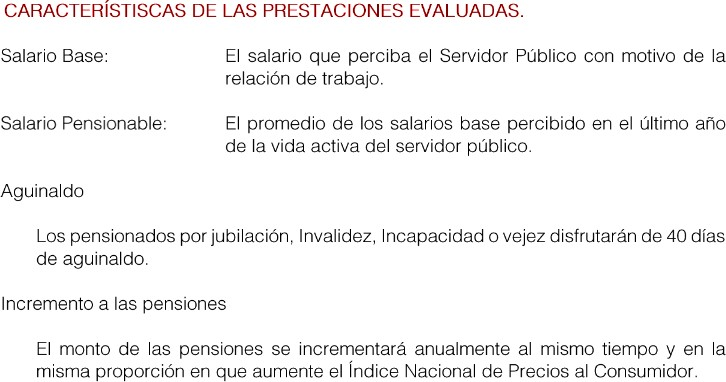 CARACTERÍSTISCAS DE LAS PRESTACIONES EVALUADAS.
Salario Base: El salario que perciba el Servidor Público con motivo de la
relación de trabajo.
Salario Pensionable: El promedio de los salarios base percibido en el último año
de la vida activa del servidor público.
Aguinaldo
Los pensionados por jubilación, Invalidez, Incapacidad o vejez disfrutarán de 40 días
de aguinaldo.
Incremento a las pensiones
El monto de las pensiones se incrementará anualmente al mismo tiempo y en la
misma proporción en que aumente el Índice Nacional de Precios al Consumidor.